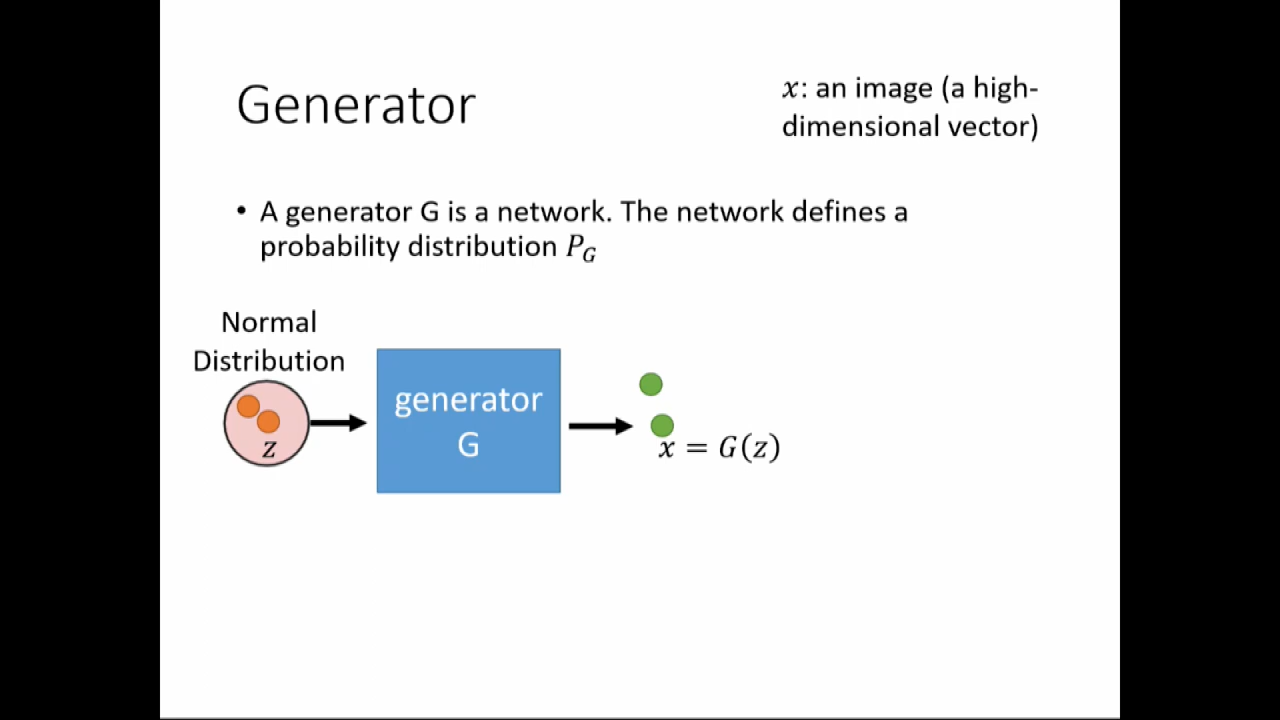 Generator
x: an image (a high-
dimensional vector)
• A generator G is a network. The network defines a
probability distribution P_G
Normal
Distribution
z
generator
G
x = G(z)